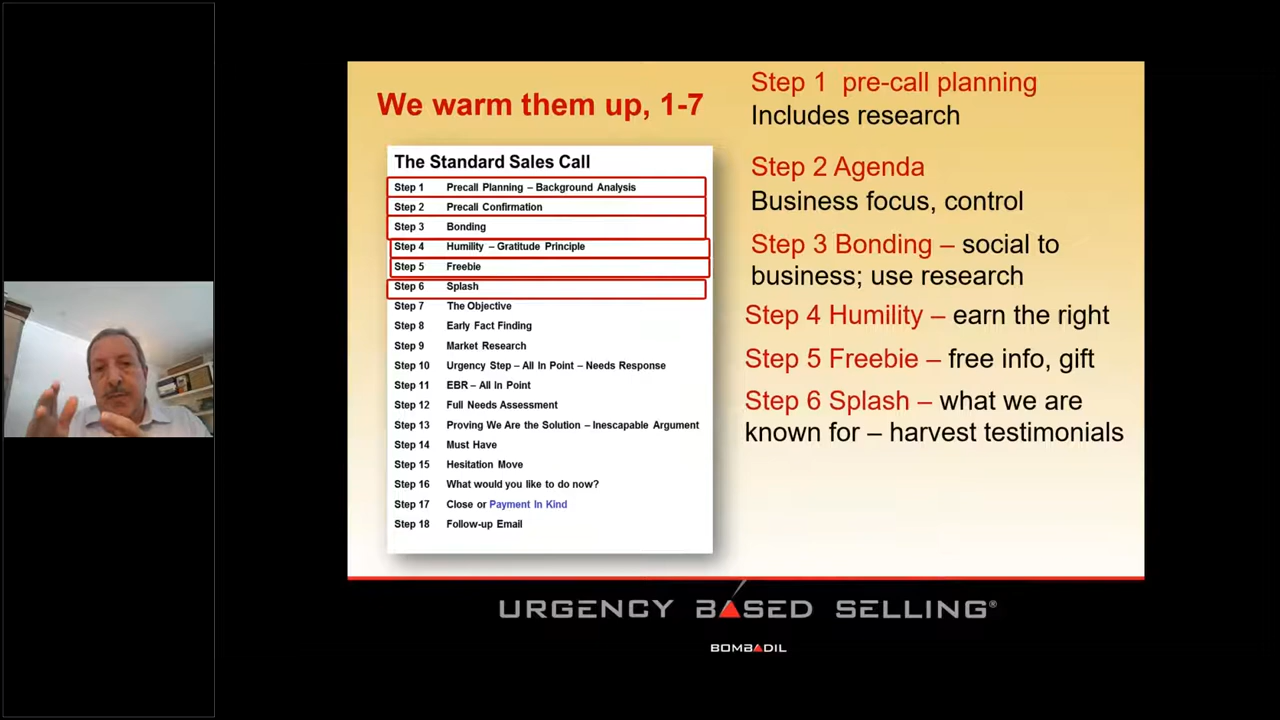 We warm them up, 1-7
The Standard Sales Call
Step 1 Precall Planning – Background Analysis
Step 2 Precall Confirmation
Step 3 Bonding
Step 4 Humility – Gratitude Principle
Step 5 Freebie
Step 6 Splash
Step 7 The Objective
Step 8 Early Fact Finding
Step 9 Market Research
Step 10 Urgency Step – All In Point – Needs Response
Step 11 EBR – All In Point
Step 12 Full Needs Assessment
Step 13 Proving We Are the Solution – Inescapable Argument
Step 14 Must Have
Step 15 Hesitation Move
Step 16 What would you like to do now?
Step 17 Close or Payment In Kind
Step 18 Follow-up Email
Step 1 pre-call planning
Includes research
Step 2 Agenda
Business focus, control
Step 3 Bonding – social to
business; use research
Step 4 Humility – earn the right
Step 5 Freebie – free info, gift
Step 6 Splash – what we are
known for – harvest testimonials
URGENCY BASED SELLING®
BOMBADIL